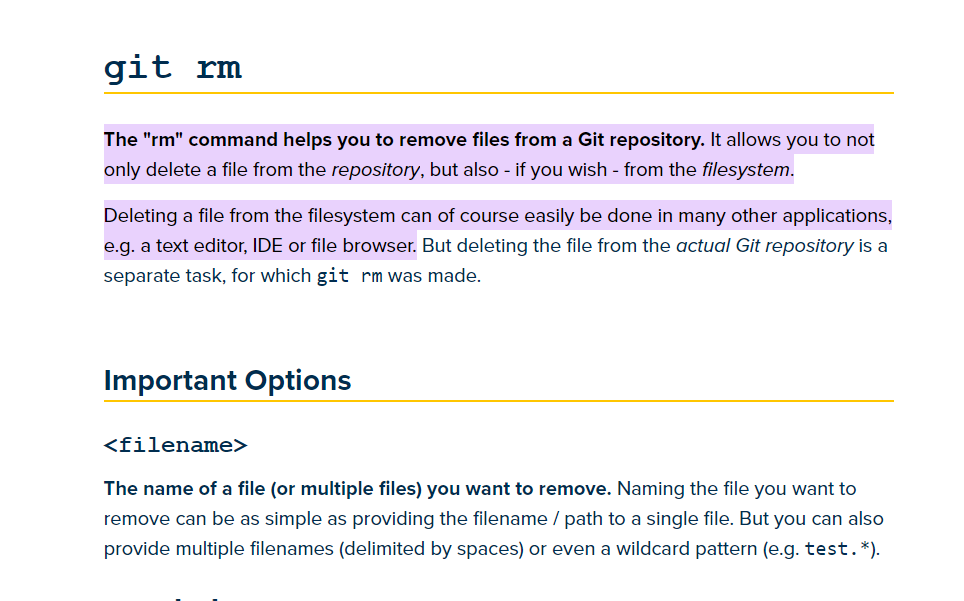 git rm
The "rm" command helps you to remove files from a Git repository. It allows you to not
only delete a file from the repository, but also - if you wish - from the filesystem.
Deleting a file from the filesystem can of course easily be done in many other applications,
e.g. a text editor, IDE or file browser. But deleting the file from the actual Git repository is a
separate task, for which git rm was made.
Important Options
<filename>
The name of a file (or multiple files) you want to remove. Naming the file you want to
remove can be as simple as providing the filename / path to a single file. But you can also
provide multiple filenames (delimited by spaces) or even a wildcard pattern (e.g. test.*).